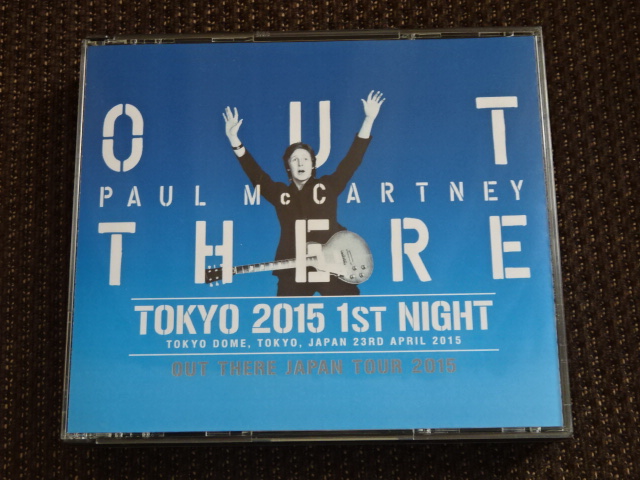 OUT
PAUL McCARTNEY
THERE
TOKYO 2015 1ST NIGHT
TOKYO DOME, TOKYO, JAPAN 23RD APRIL 2015
OUT THERE JAPAN TOUR 2015